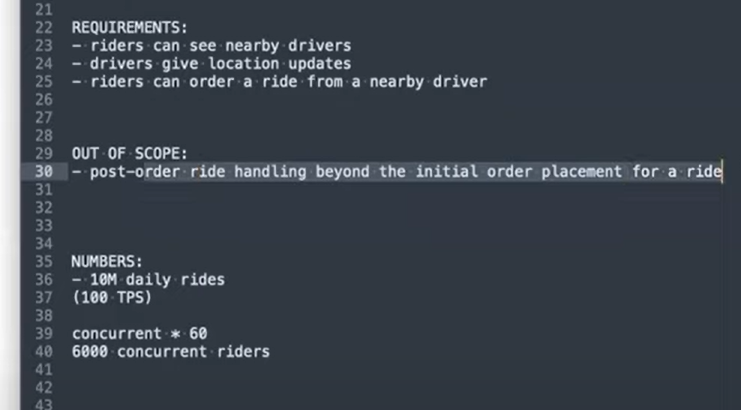 21
22 REQUIREMENTS:
23 - riders can see nearby drivers
24 - drivers give location updates
25 - riders can order a ride from a nearby driver
26
27
28
29 OUT OF SCOPE:
30 - post-order ride handling beyond the initial order placement for a ride
31
32
33
34
35 NUMBERS:
36 - 10M daily rides
37 (100 TPS)
38
39 concurrent * 60
40 6000 concurrent riders
41
42
43